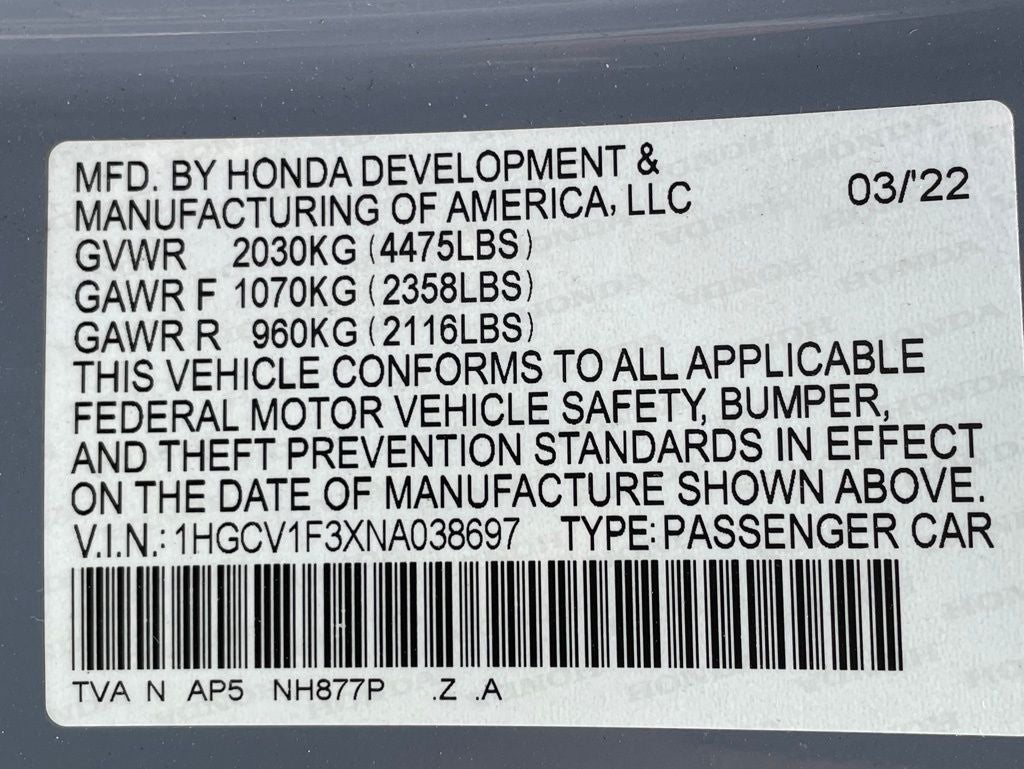 MFD. BY HONDA DEVELOPMENT &
MANUFACTURING OF AMERICA, LLC 03/'22
GVWR 2030KG (4475LBS)
GAWR F 1070KG (2358LBS)
GAWR R 960KG (2116LBS)
THIS VEHICLE CONFORMS TO ALL APPLICABLE
FEDERAL MOTOR VEHICLE SAFETY, BUMPER,
AND THEFT PREVENTION STANDARDS IN EFFECT
ON THE DATE OF MANUFACTURE SHOWN ABOVE.
V.I.N.: 1HGCV1F3XNA038697 TYPE: PASSENGER CAR
TVA N AP5 NH877P .Z .A